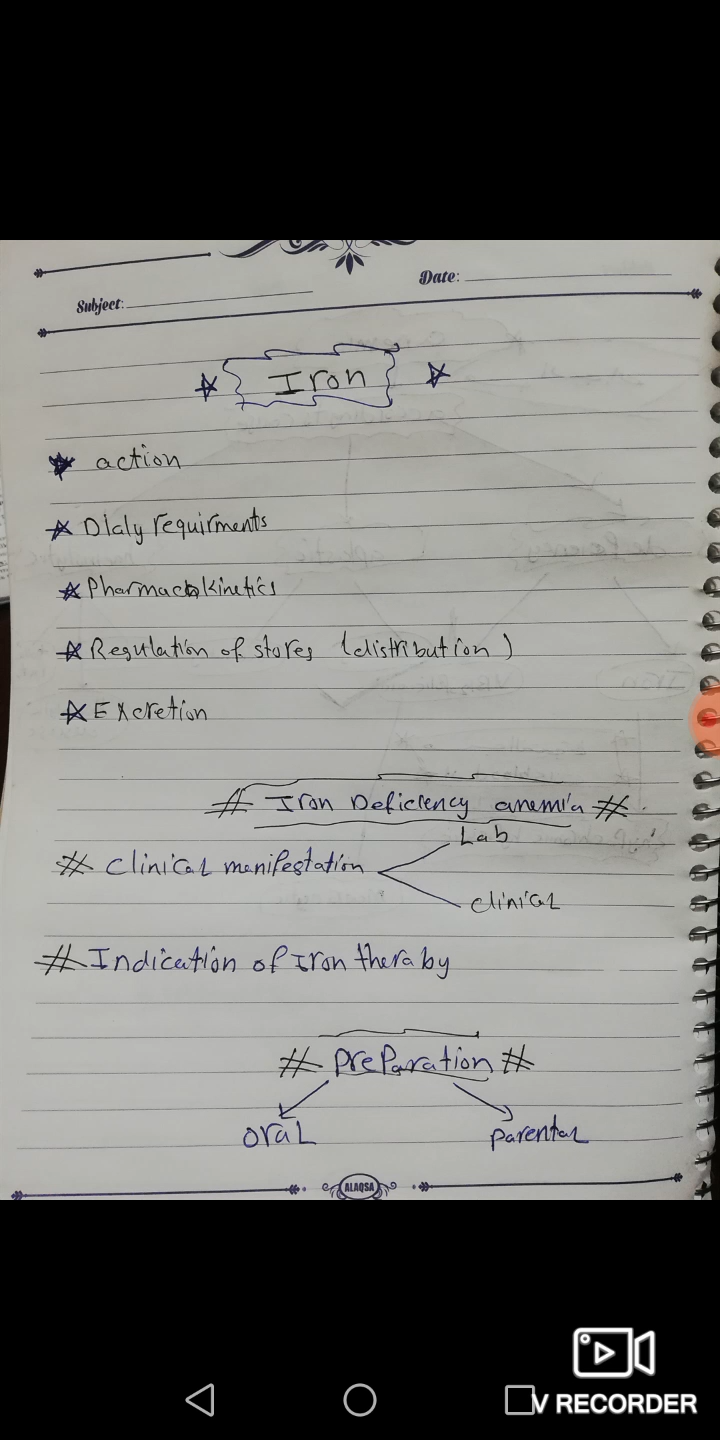 Date:
Subject:
Iron
action
Dialy requirments
Pharmacokinetics
Regulation of stores (distribution)
Excretion
# Iron Deficiency anemia #
Lab
# clinical manifestation
clinical
# Indication of Iron theraby
# preparation #
oral parental
ALAQSA
V RECORDER